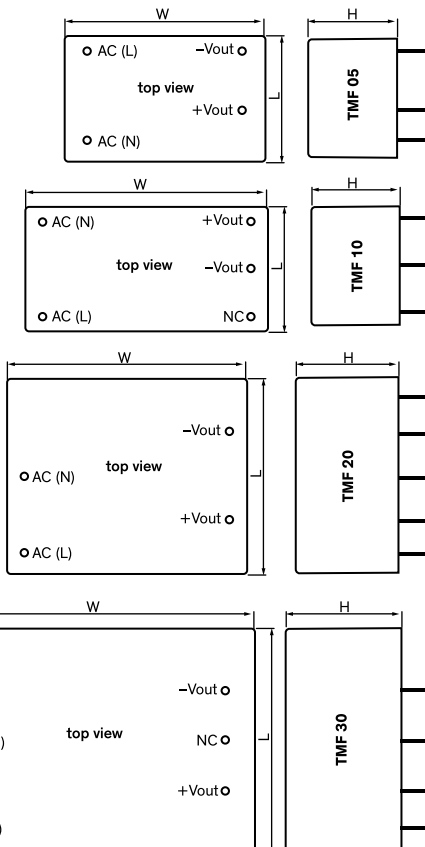 W H
AC (L) –Vout
top view
+Vout
L
AC (N)
TMF 05
W H
AC (N) +Vout
top view –Vout
L
AC (L) NC
TMF 10
W H
–Vout
AC (N) top view
L
+Vout
AC (L)
TMF 20
W H
–Vout
top view NC
)
L
+Vout
)
TMF 30